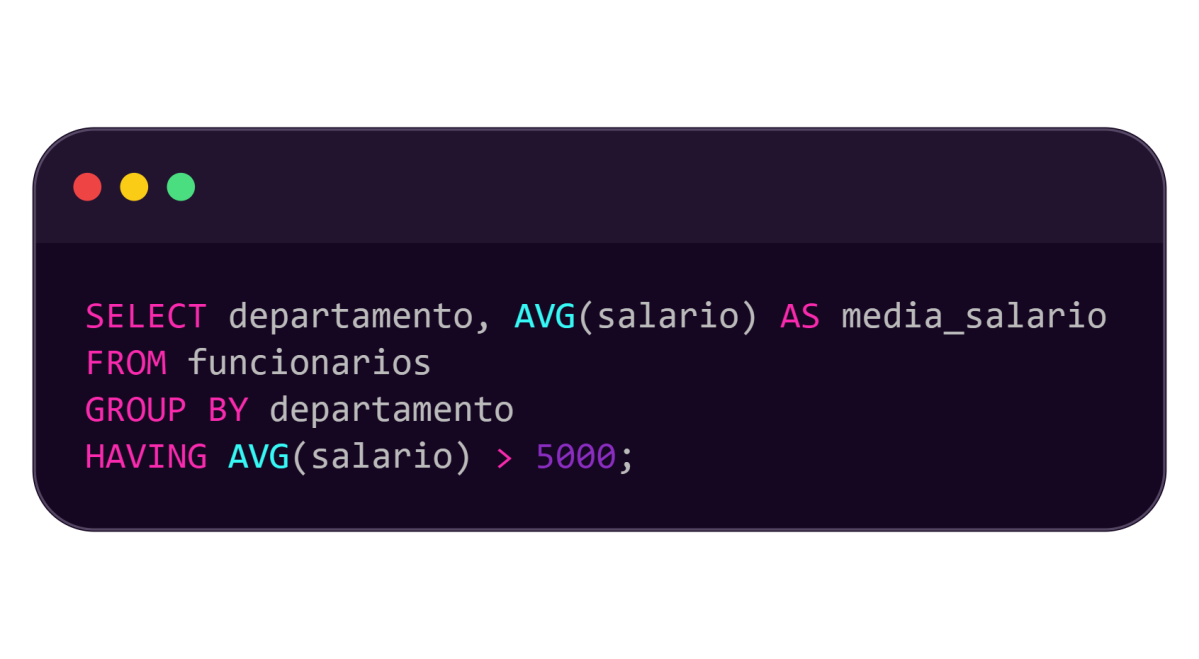 SELECT departamento, AVG(salario) AS media_salario
FROM funcionarios
GROUP BY departamento
HAVING AVG(salario) > 5000;